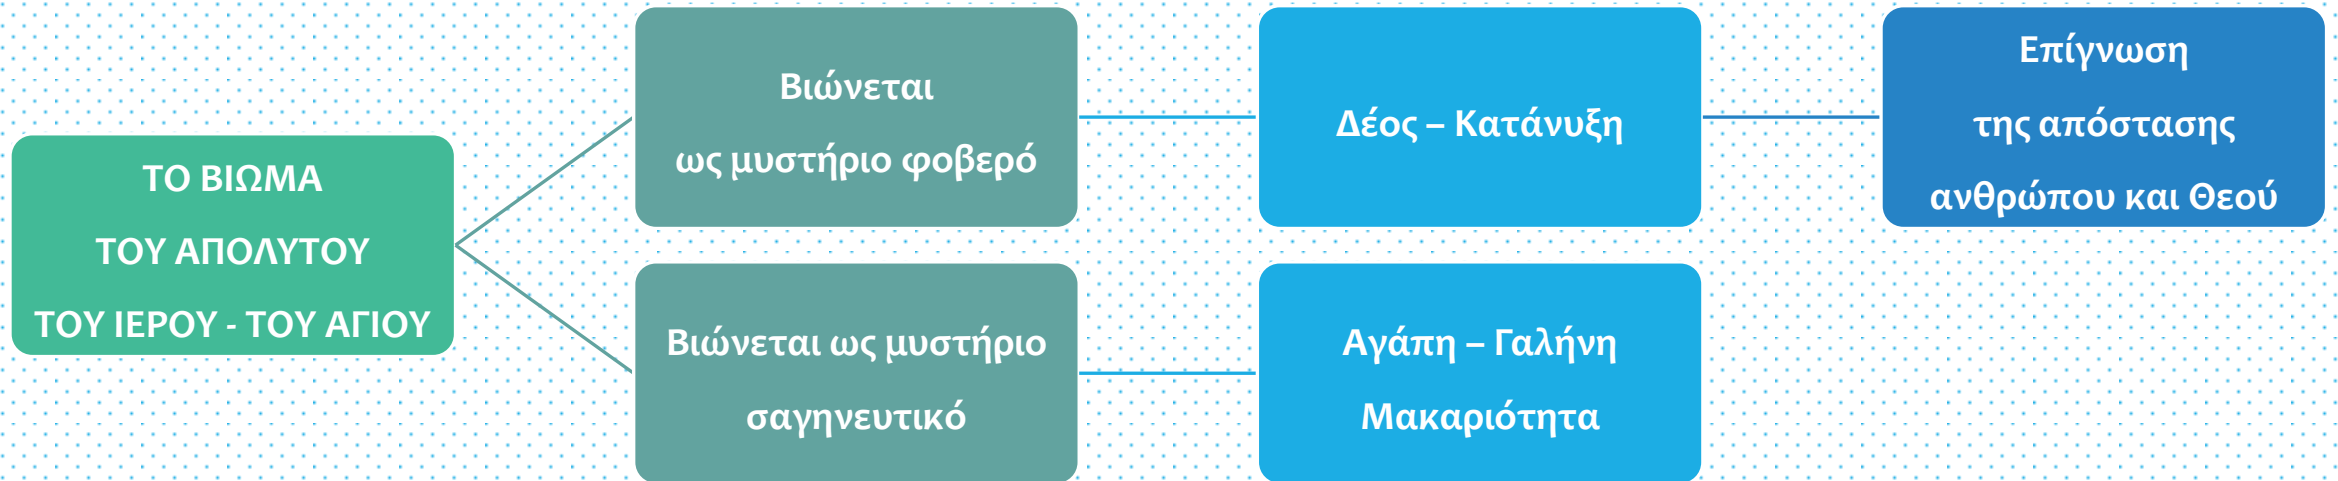 ΤΟ ΒΙΩΜΑ
ΤΟΥ ΑΠΟΛΥΤΟΥ
ΤΟΥ ΙΕΡΟΥ - ΤΟΥ ΑΓΙΟΥ
Βιώνεται
ως μυστήριο φοβερό
Δέος – Κατάνυξη
Επίγνωση
της απόστασης
ανθρώπου και Θεού
Βιώνεται ως μυστήριο
σαγηνευτικό
Αγάπη – Γαλήνη
Μακαριότητα